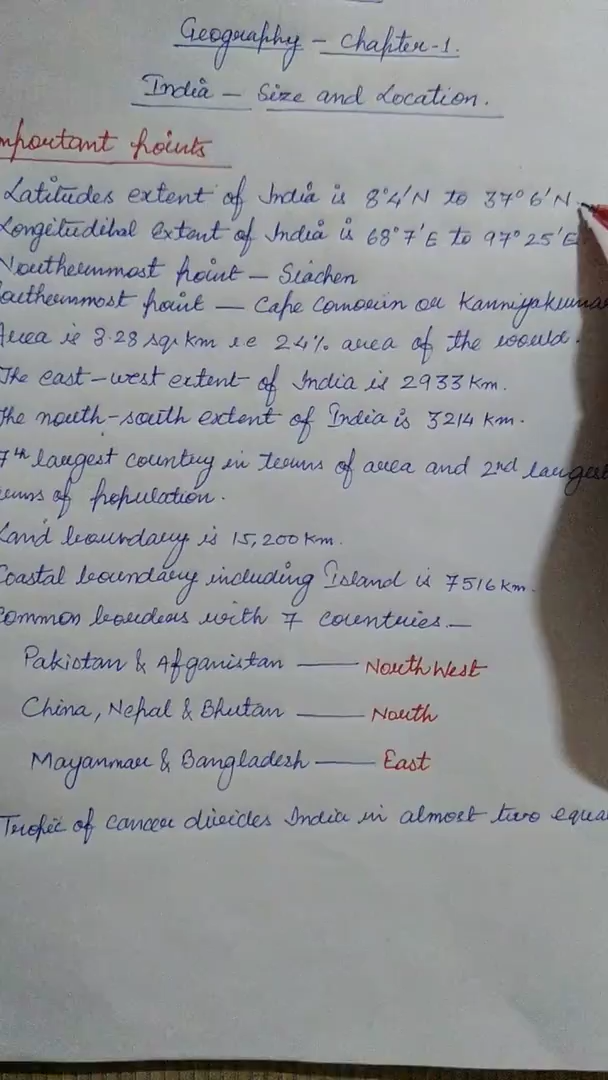 Geography - Chapter-1.
India - Size and Location.
mportant points
Latitudes extent of India is 8°4'N to 37°6'N.
Longitudibal Extent of India is 68°7'E to 97°25'E
Northernmost point - Siachen
outhernmost point - Cape Comorin or Kanniyakumar
Area is 3.28 sq. km i.e 2.4% area of the world.
The east-west extent of India is 2933 km.
The north-south extent of India is 3214 km.
7th largest country in terms of area and 2nd largest
erms of population.
Land boundary is 15,200 km.
Coastal boundary including Island is 7516 km.
Common borders with 7 countries -
Pakistan & Afganistan - North West
China, Nepal & Bhutan - North
Mayanmar & Bangladesh - East
Tropic of cancer divides India in almost two equa